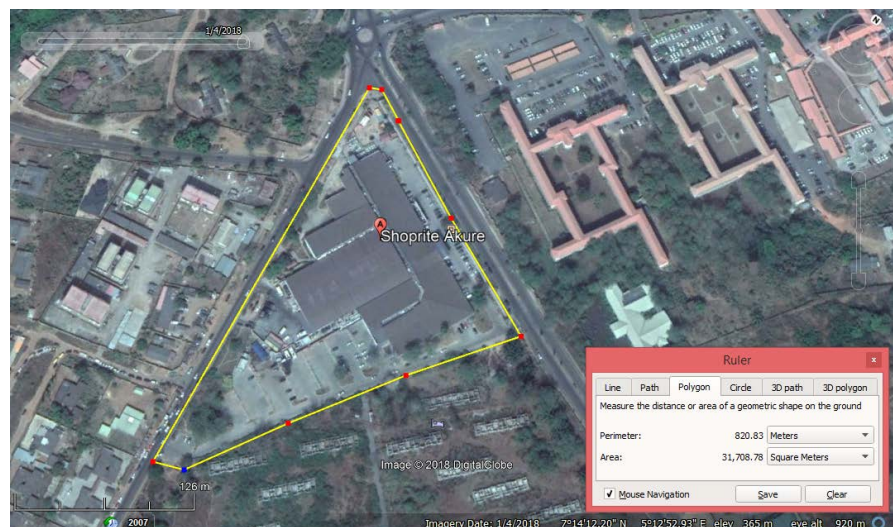 1/4/2018
N
A
Shoprite Akure
Ruler
x
Line Path Polygon Circle 3D path 3D polygon
Measure the distance or area of a geometric shape on the ground
Perimeter: 820.83 Meters
Area: 31,708.78 Square Meters
Mouse Navigation Save Clear
Image © 2018 DigitalGlobe
126 m
2007
Imagery Date: 1/4/2018 7°14'12.20" N 5°12'52.93" E elev 365 m eye alt 920 m